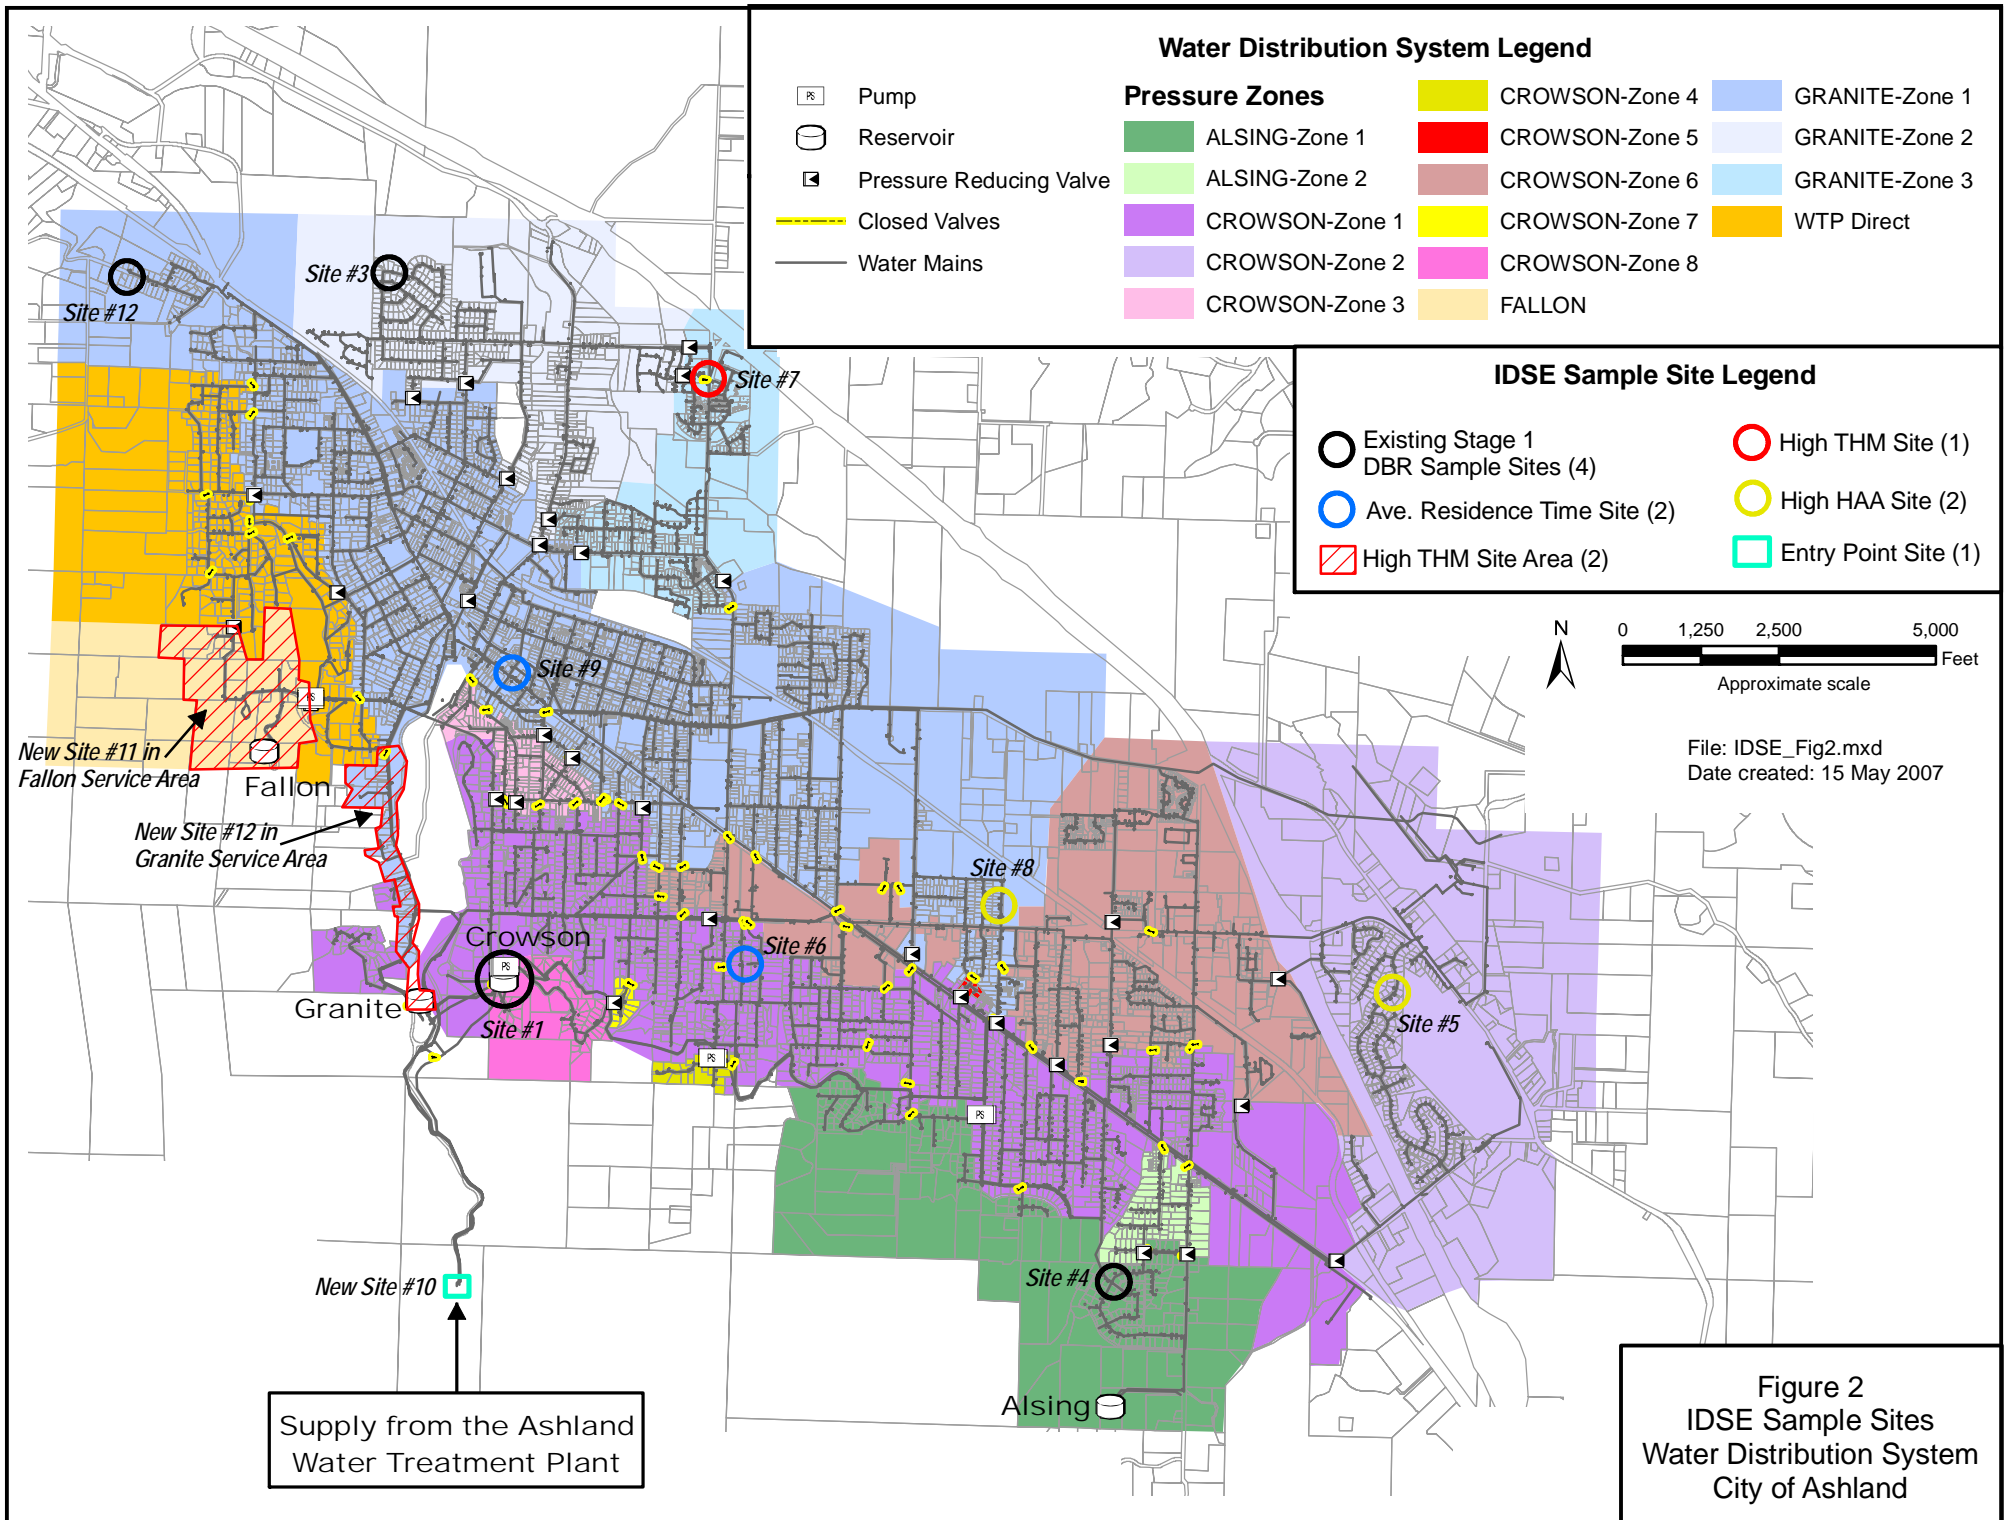 Water Distribution System Legend
PS Pump
Reservoir
Pressure Reducing Valve
Closed Valves
Water Mains
Pressure Zones
ALSING-Zone 1
ALSING-Zone 2
CROWSON-Zone 1
CROWSON-Zone 2
CROWSON-Zone 3
CROWSON-Zone 4
CROWSON-Zone 5
CROWSON-Zone 6
CROWSON-Zone 7
CROWSON-Zone 8
FALLON
GRANITE-Zone 1
GRANITE-Zone 2
GRANITE-Zone 3
WTP Direct
IDSE Sample Site Legend
Existing Stage 1
DBR Sample Sites (4)
Ave. Residence Time Site (2)
High THM Site Area (2)
High THM Site (1)
High HAA Site (2)
Entry Point Site (1)
N
0 1,250 2,500 5,000
Feet
Approximate scale
File: IDSE_Fig2.mxd
Date created: 15 May 2007
Site #12
Site #3
Site #7
Site #9
PS
New Site #11 in
Fallon Service Area
Fallon
New Site #12 in
Granite Service Area
Site #8
Crowson
PS
Site #6
Granite
Site #1
Site #5
PS
PS
New Site #10
Site #4
Alsing
Supply from the Ashland
Water Treatment Plant
Figure 2
IDSE Sample Sites
Water Distribution System
City of Ashland